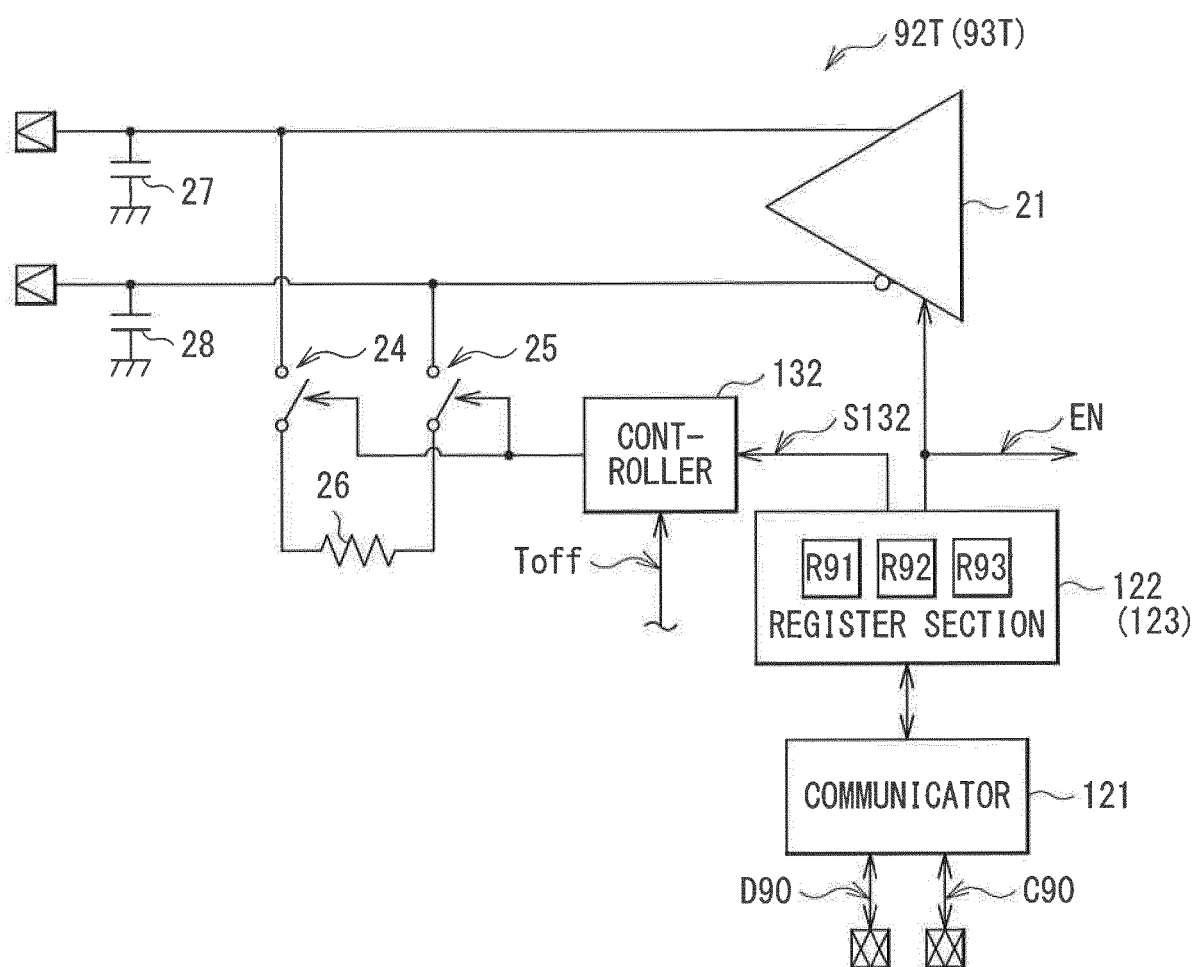 92T (93T)
27
21
28
24
25
132
CONT-
ROLLER
S132
EN
26
Toff
R91 R92 R93
REGISTER SECTION
122
(123)
COMMUNICATOR
121
D90
C90